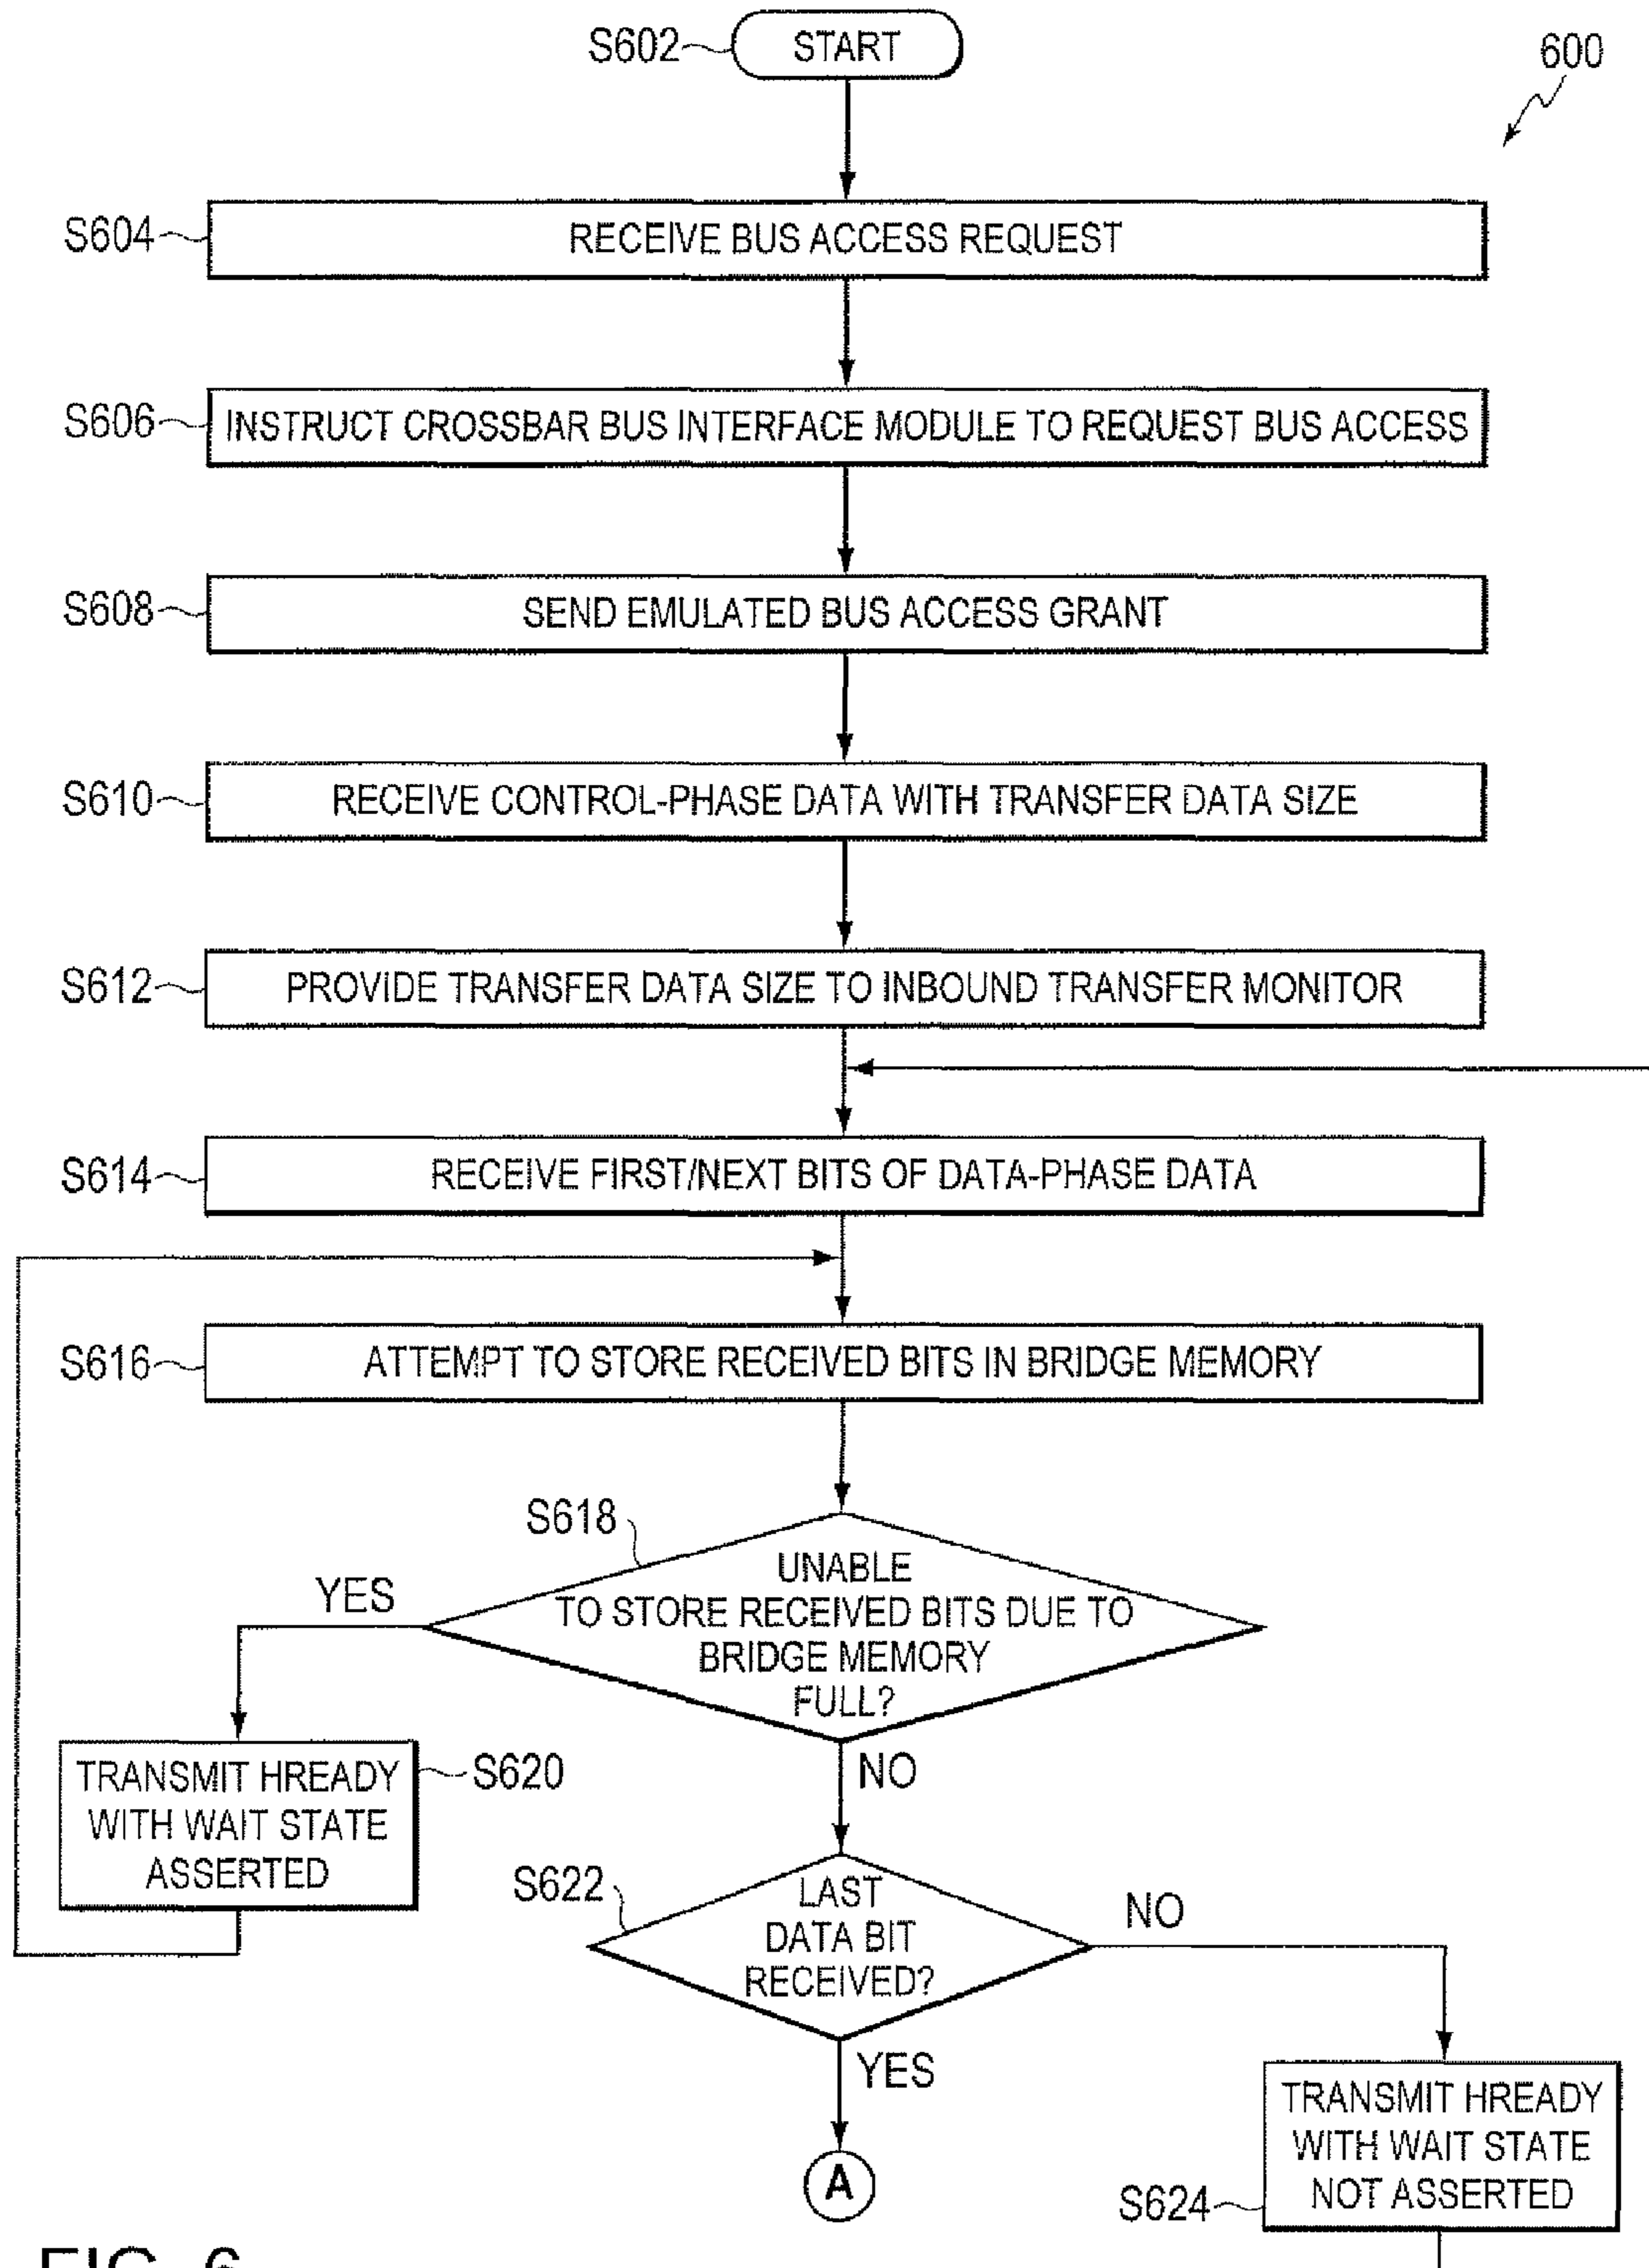 S602
START
600
S604
RECEIVE BUS ACCESS REQUEST
S606
INSTRUCT CROSSBAR BUS INTERFACE MODULE TO REQUEST BUS ACCESS
S608
SEND EMULATED BUS ACCESS GRANT
S610
RECEIVE CONTROL-PHASE DATA WITH TRANSFER DATA SIZE
S612
PROVIDE TRANSFER DATA SIZE TO INBOUND TRANSFER MONITOR
S614
RECEIVE FIRST/NEXT BITS OF DATA-PHASE DATA
S616
ATTEMPT TO STORE RECEIVED BITS IN BRIDGE MEMORY
S618
UNABLE
TO STORE RECEIVED BITS DUE TO
BRIDGE MEMORY
FULL?
YES
NO
TRANSMIT HREADY
WITH WAIT STATE
ASSERTED
S620
S622
LAST
DATA BIT
RECEIVED?
NO
YES
A
TRANSMIT HREADY
WITH WAIT STATE
NOT ASSERTED
S624
FIG. 6